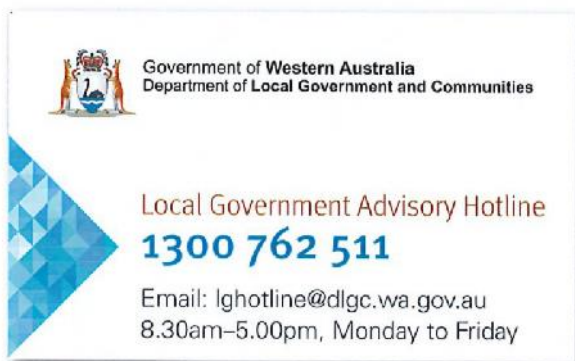 Government of Western Australia
Department of Local Government and Communities
Local Government Advisory Hotline
1300 762 511
Email: lghotline@dlgc.wa.gov.au
8.30am–5.00pm, Monday to Friday